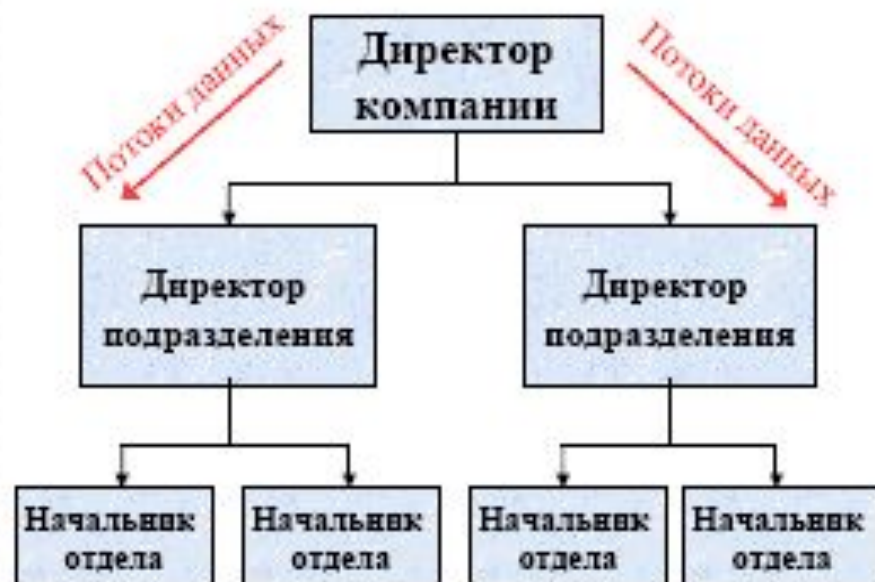 Директор
компании
Потоки данных
Потоки данных
Директор
подразделения
Директор
подразделения
Начальник
отдела
Начальник
отдела
Начальник
отдела
Начальник
отдела